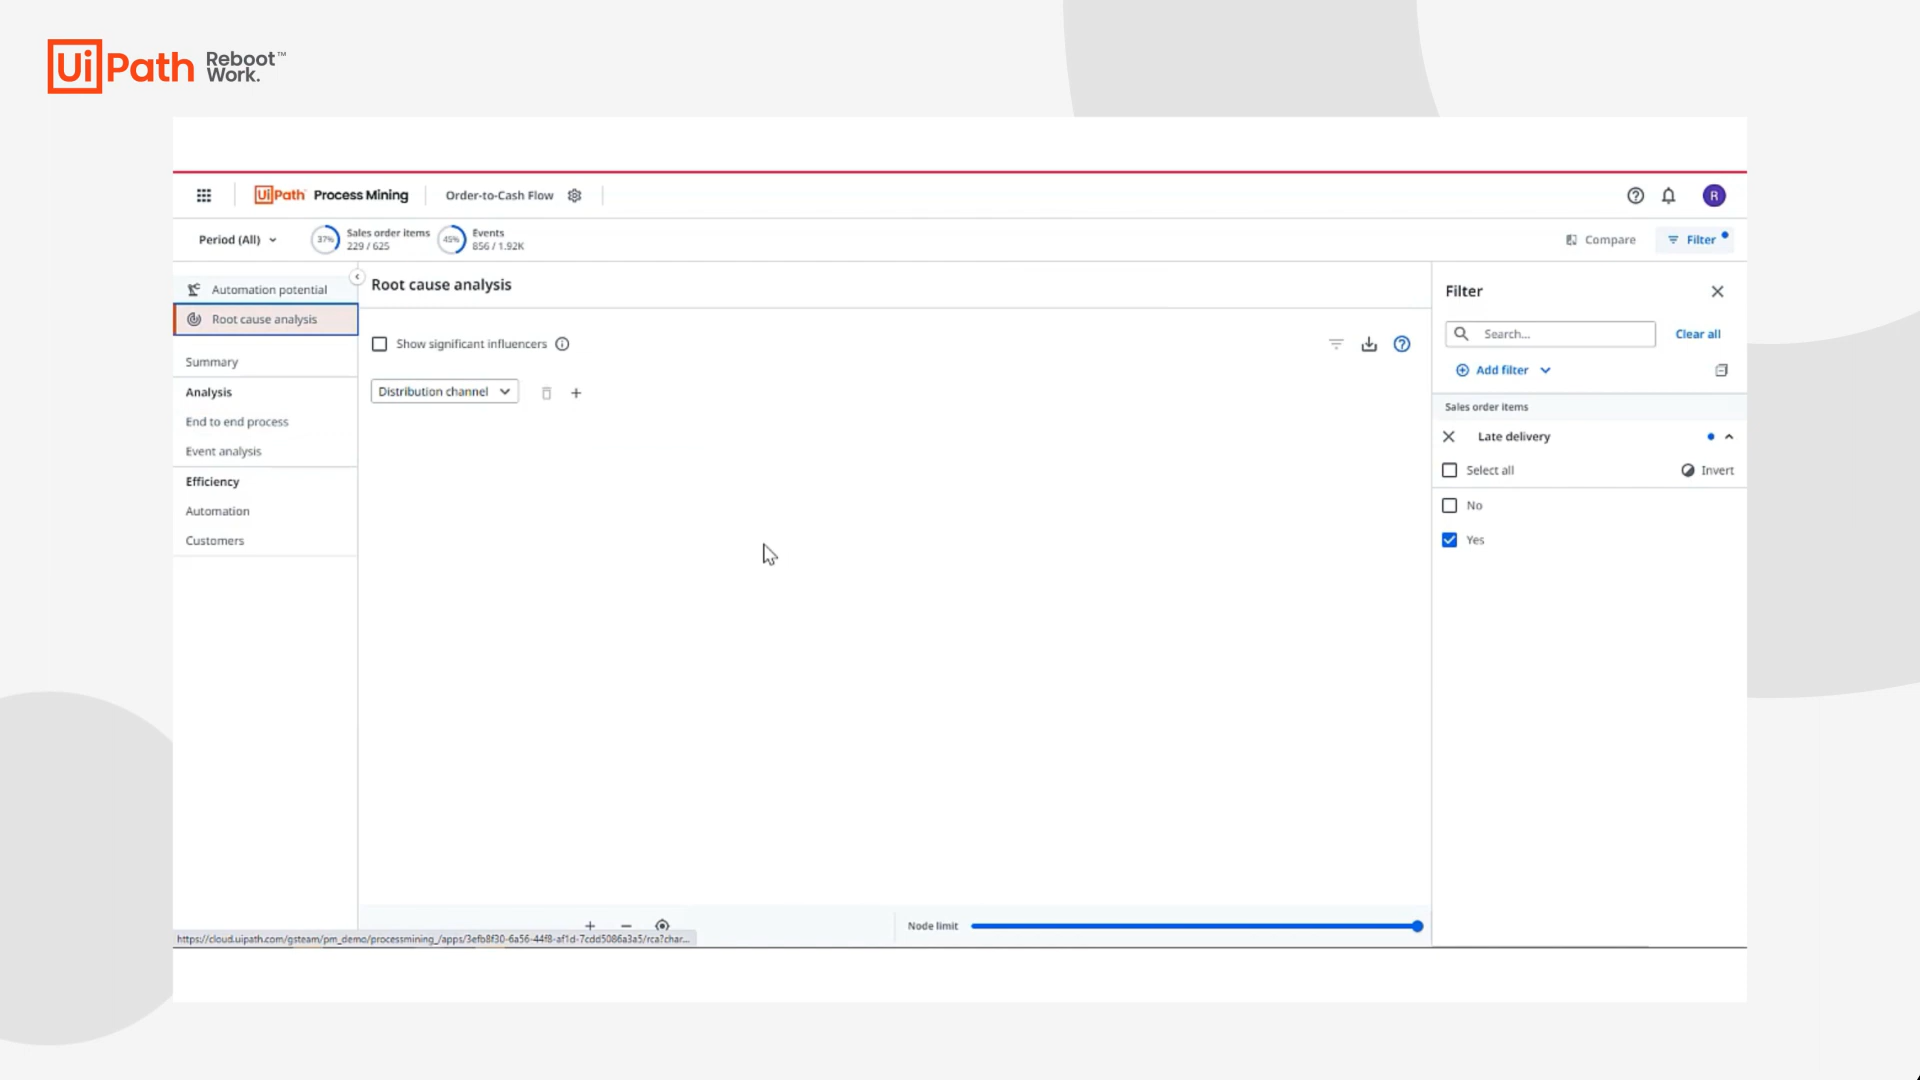 UiPath Reboot Work.™
UiPath Process Mining Order-to-Cash Flow R
Period (All) 37% Sales order items 229 / 625 45% Events 856 / 1.92K Compare Filter
Automation potential
Root cause analysis
Summary
Analysis
End to end process
Event analysis
Efficiency
Automation
Customers
Root cause analysis
Show significant influencers
Distribution channel
Node limit
https://cloud.uipath.com/gsteam/pm_demo/processmining_/apps/3efb8f30-6a56-44f8-af1d-7cdd5086a3a5/rca?char...
Filter
Search... Clear all
Add filter
Sales order items
Late delivery
Select all Invert
No
Yes